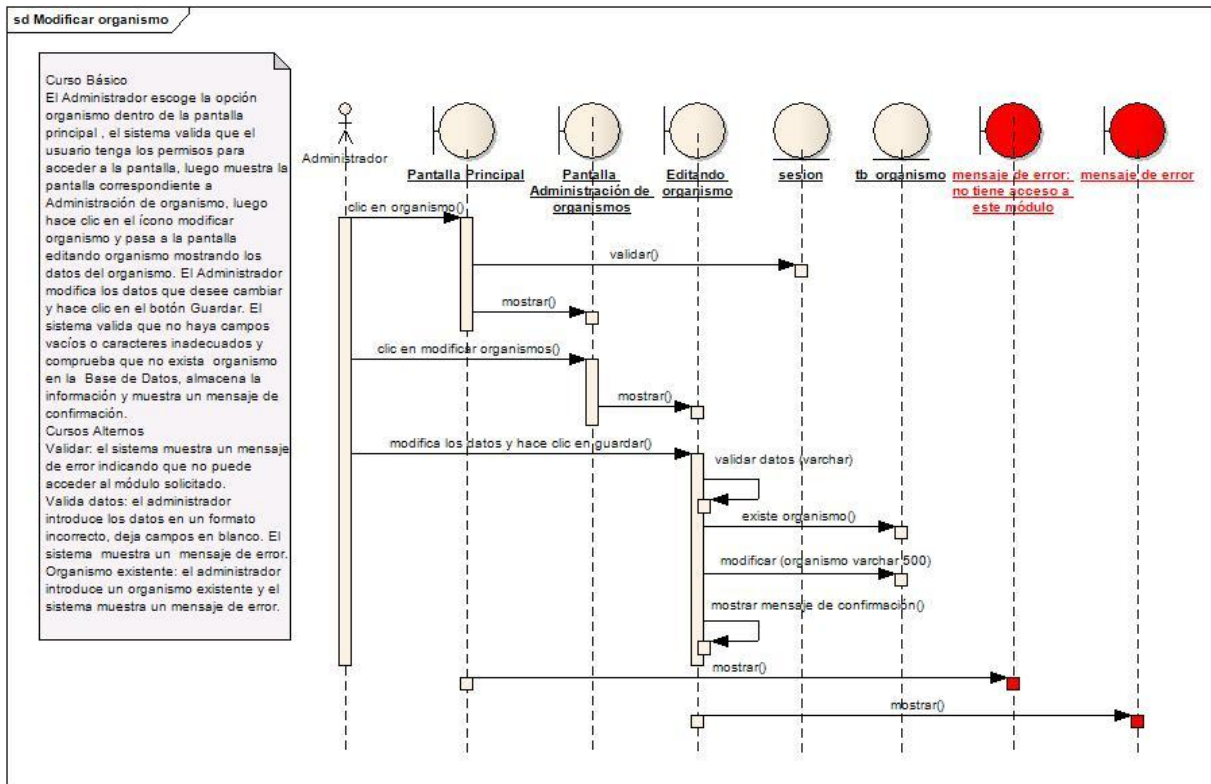 sd Modificar organismo
Curso Básico
El Administrador escoge la opción
organismo dentro de la pantalla
principal , el sistema valida que el
usuario tenga los permisos para
acceder a la pantalla, luego muestra la
pantalla correspondiente a
Administración de organismo, luego
hace clic en el ícono modificar
organismo y pasa a la pantalla
editando organismo mostrando los
datos del organismo. El Administrador
modifica los datos que desee cambiar
y hace clic en el botón Guardar. El
sistema valida que no haya campos
vacíos o caracteres inadecuados y
comprueba que no exista  organismo
en la  Base de Datos, almacena la
información y muestra un mensaje de
confirmación.
Cursos Alternos
Validar: el sistema muestra un mensaje
de error indicando que no puede
acceder al módulo solicitado.
Valida datos: el administrador
introduce los datos en un formato
incorrecto, deja campos en blanco. El
sistema  muestra un  mensaje de error.
Organismo existente: el administrador
introduce un organismo existente y el
sistema muestra un mensaje de error.
Administrador
Pantalla Principal
Pantalla
Administración de
organismos
Editando
organismo
sesion
tb_organismo
mensaje de error:
no tiene acceso a
este módulo
mensaje de error
clic en organismo()
validar()
mostrar()
clic en modificar organismos()
mostrar()
modifica los datos y hace clic en guardar()
validar datos (varchar)
existe organismo()
modificar (organismo varchar 500)
mostrar mensaje de confirmación()
mostrar()
mostrar()